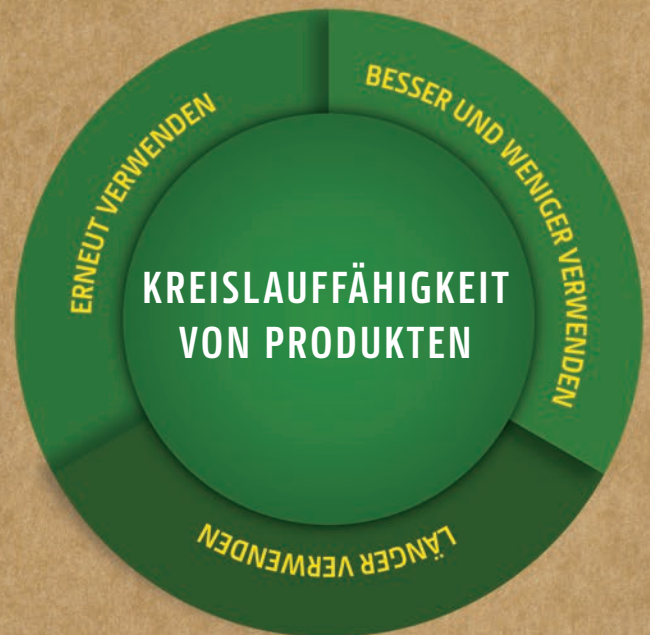 KREISLAUFFÄHIGKEIT
VON PRODUKTEN
BESSER UND WENIGER VERWENDEN
LÄNGER VERWENDEN
ERNEUT VERWENDEN